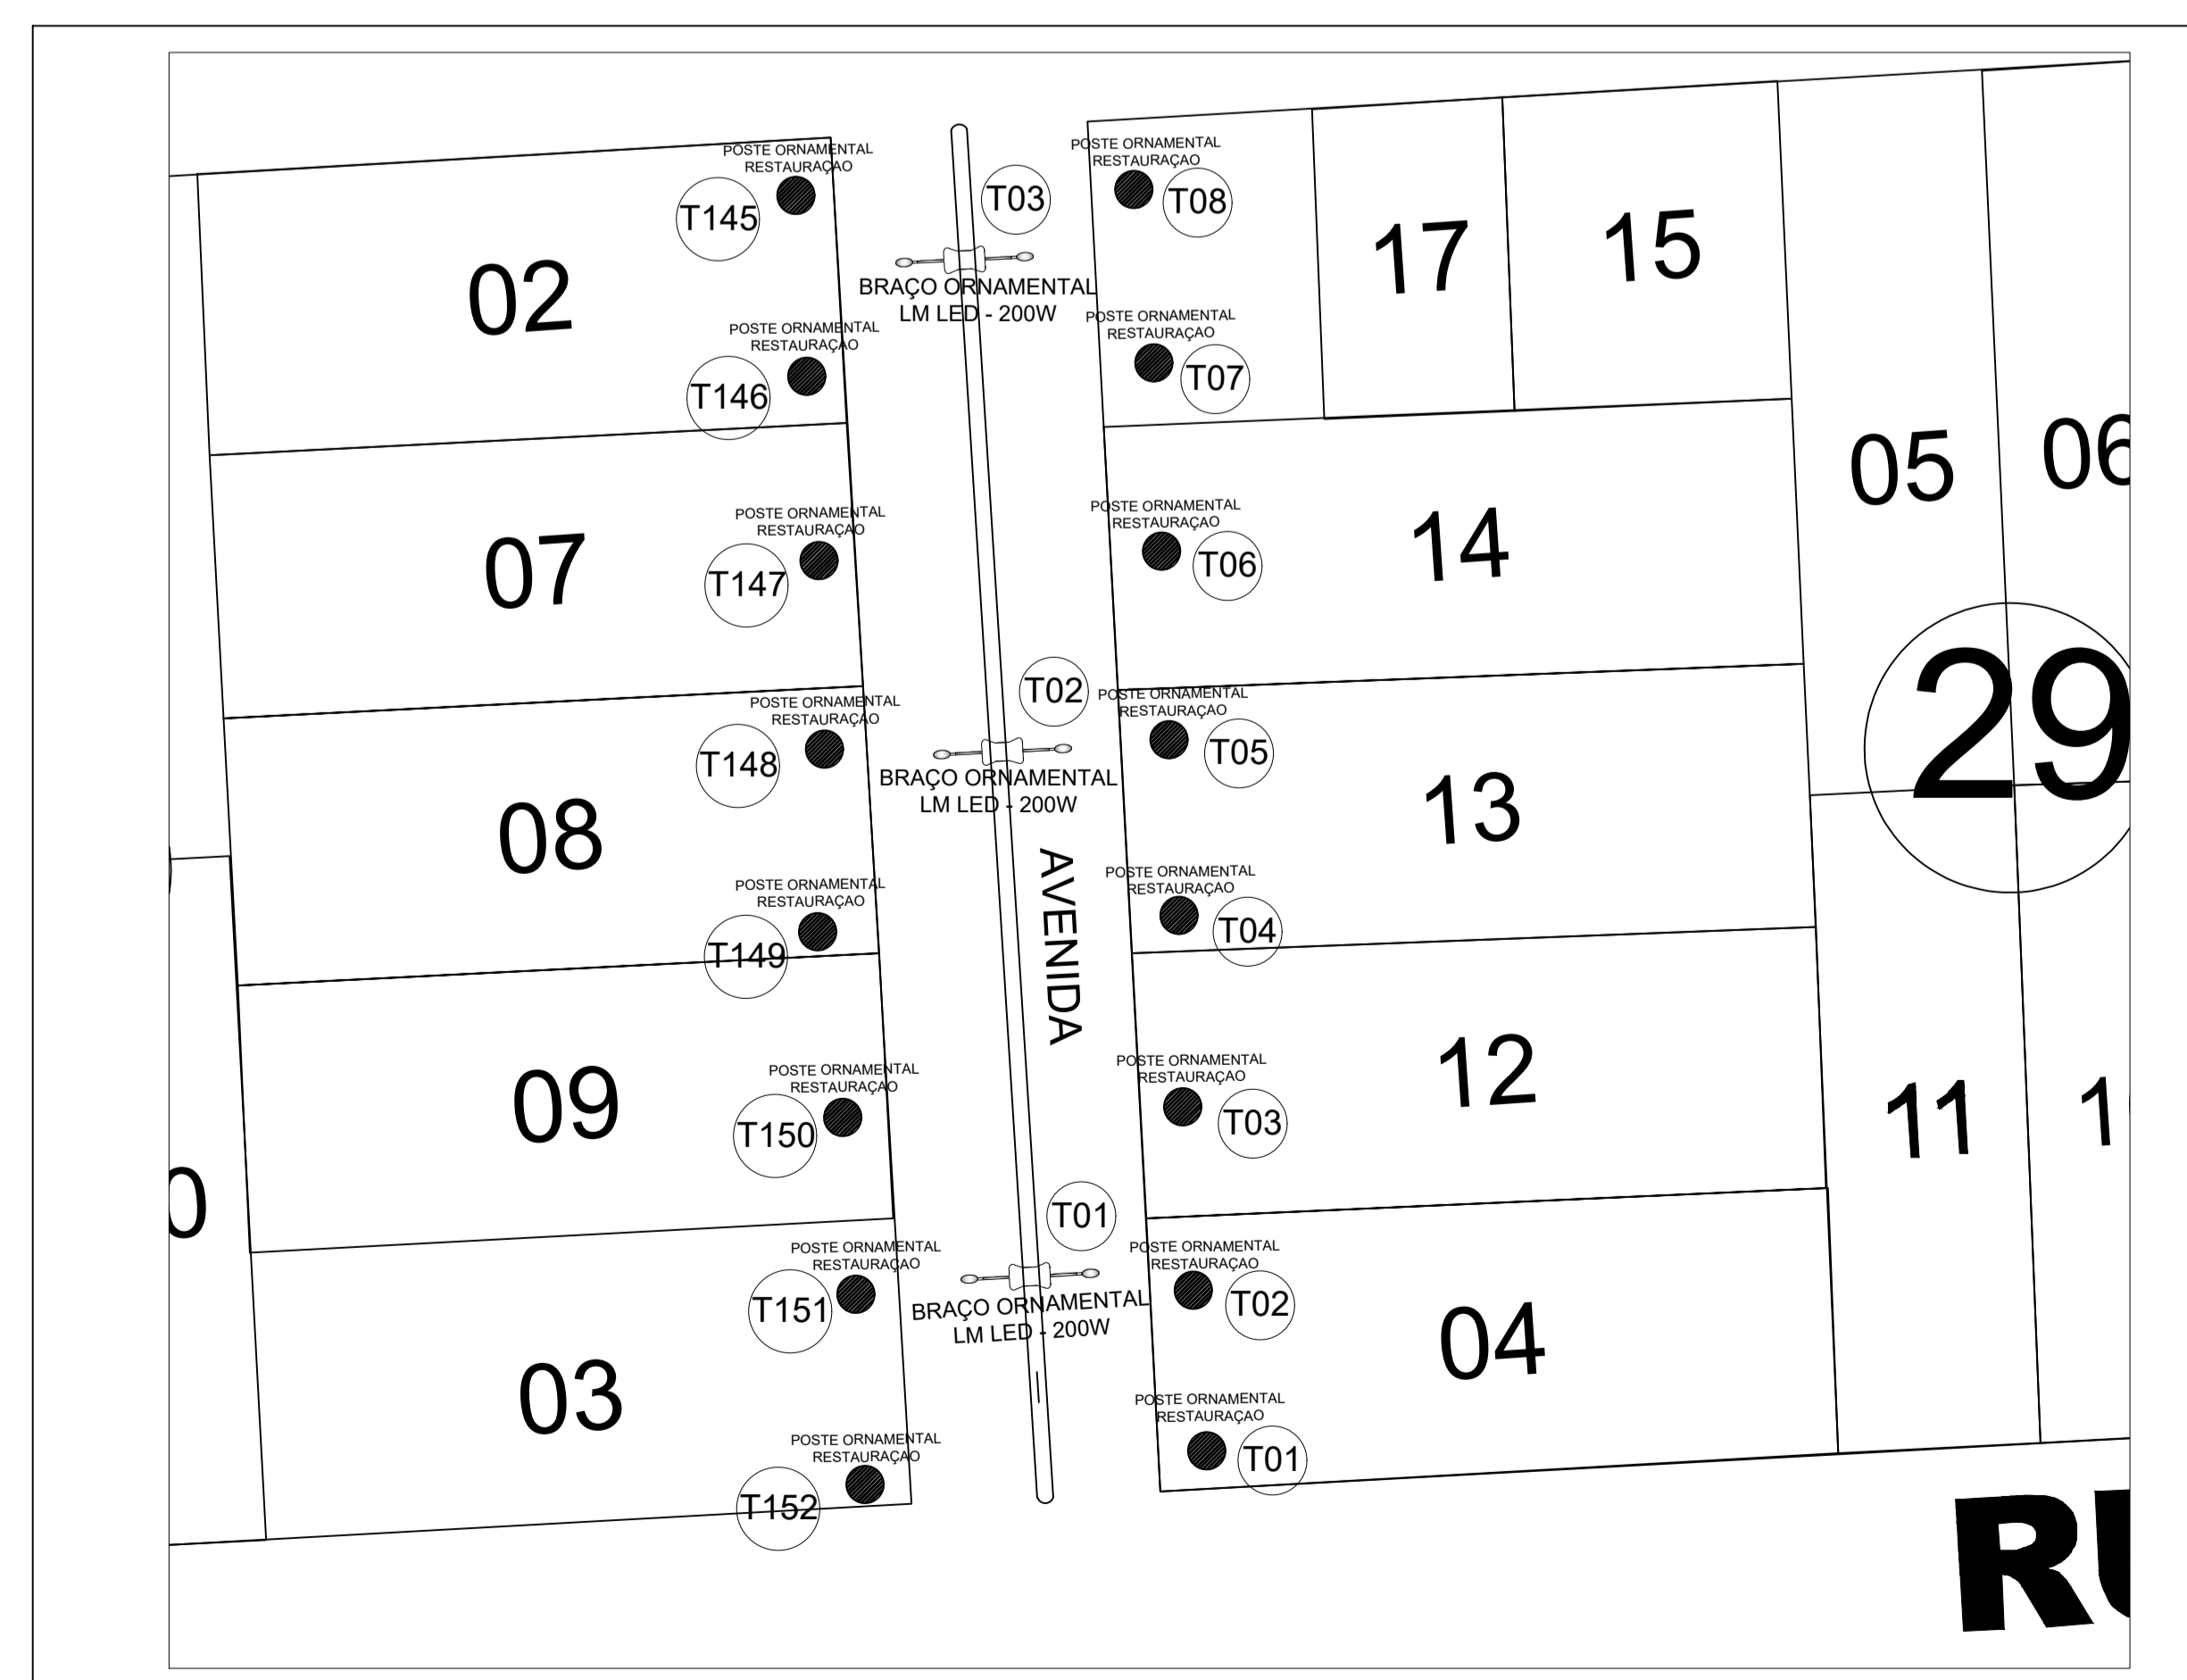 POSTE ORNAMENTAL
RESTAURAÇAO
T145
02
POSTE ORNAMENTAL
RESTAURAÇAO
T146
POSTE ORNAMENTAL
RESTAURAÇAO
T147
07
POSTE ORNAMENTAL
RESTAURAÇAO
T148
08
POSTE ORNAMENTAL
RESTAURAÇAO
T149
POSTE ORNAMENTAL
RESTAURAÇAO
09
T150
0
POSTE ORNAMENTAL
RESTAURAÇAO
T151
03
POSTE ORNAMENTAL
RESTAURAÇAO
T152
T03
BRAÇO ORNAMENTAL
LM LED - 200W
T02
BRAÇO ORNAMENTAL
LM LED - 200W
AVENIDA
T01
BRAÇO ORNAMENTAL
LM LED - 200W
POSTE ORNAMENTAL
RESTAURAÇAO
T08
17
15
POSTE ORNAMENTAL
RESTAURAÇAO
T07
POSTE ORNAMENTAL
RESTAURAÇAO
T06
14
05
06
POSTE ORNAMENTAL
RESTAURAÇAO
T05
29
13
POSTE ORNAMENTAL
RESTAURAÇAO
T04
POSTE ORNAMENTAL
RESTAURAÇAO
T03
12
11
1
POSTE ORNAMENTAL
RESTAURAÇAO
T02
04
POSTE ORNAMENTAL
RESTAURAÇAO
T01
RU